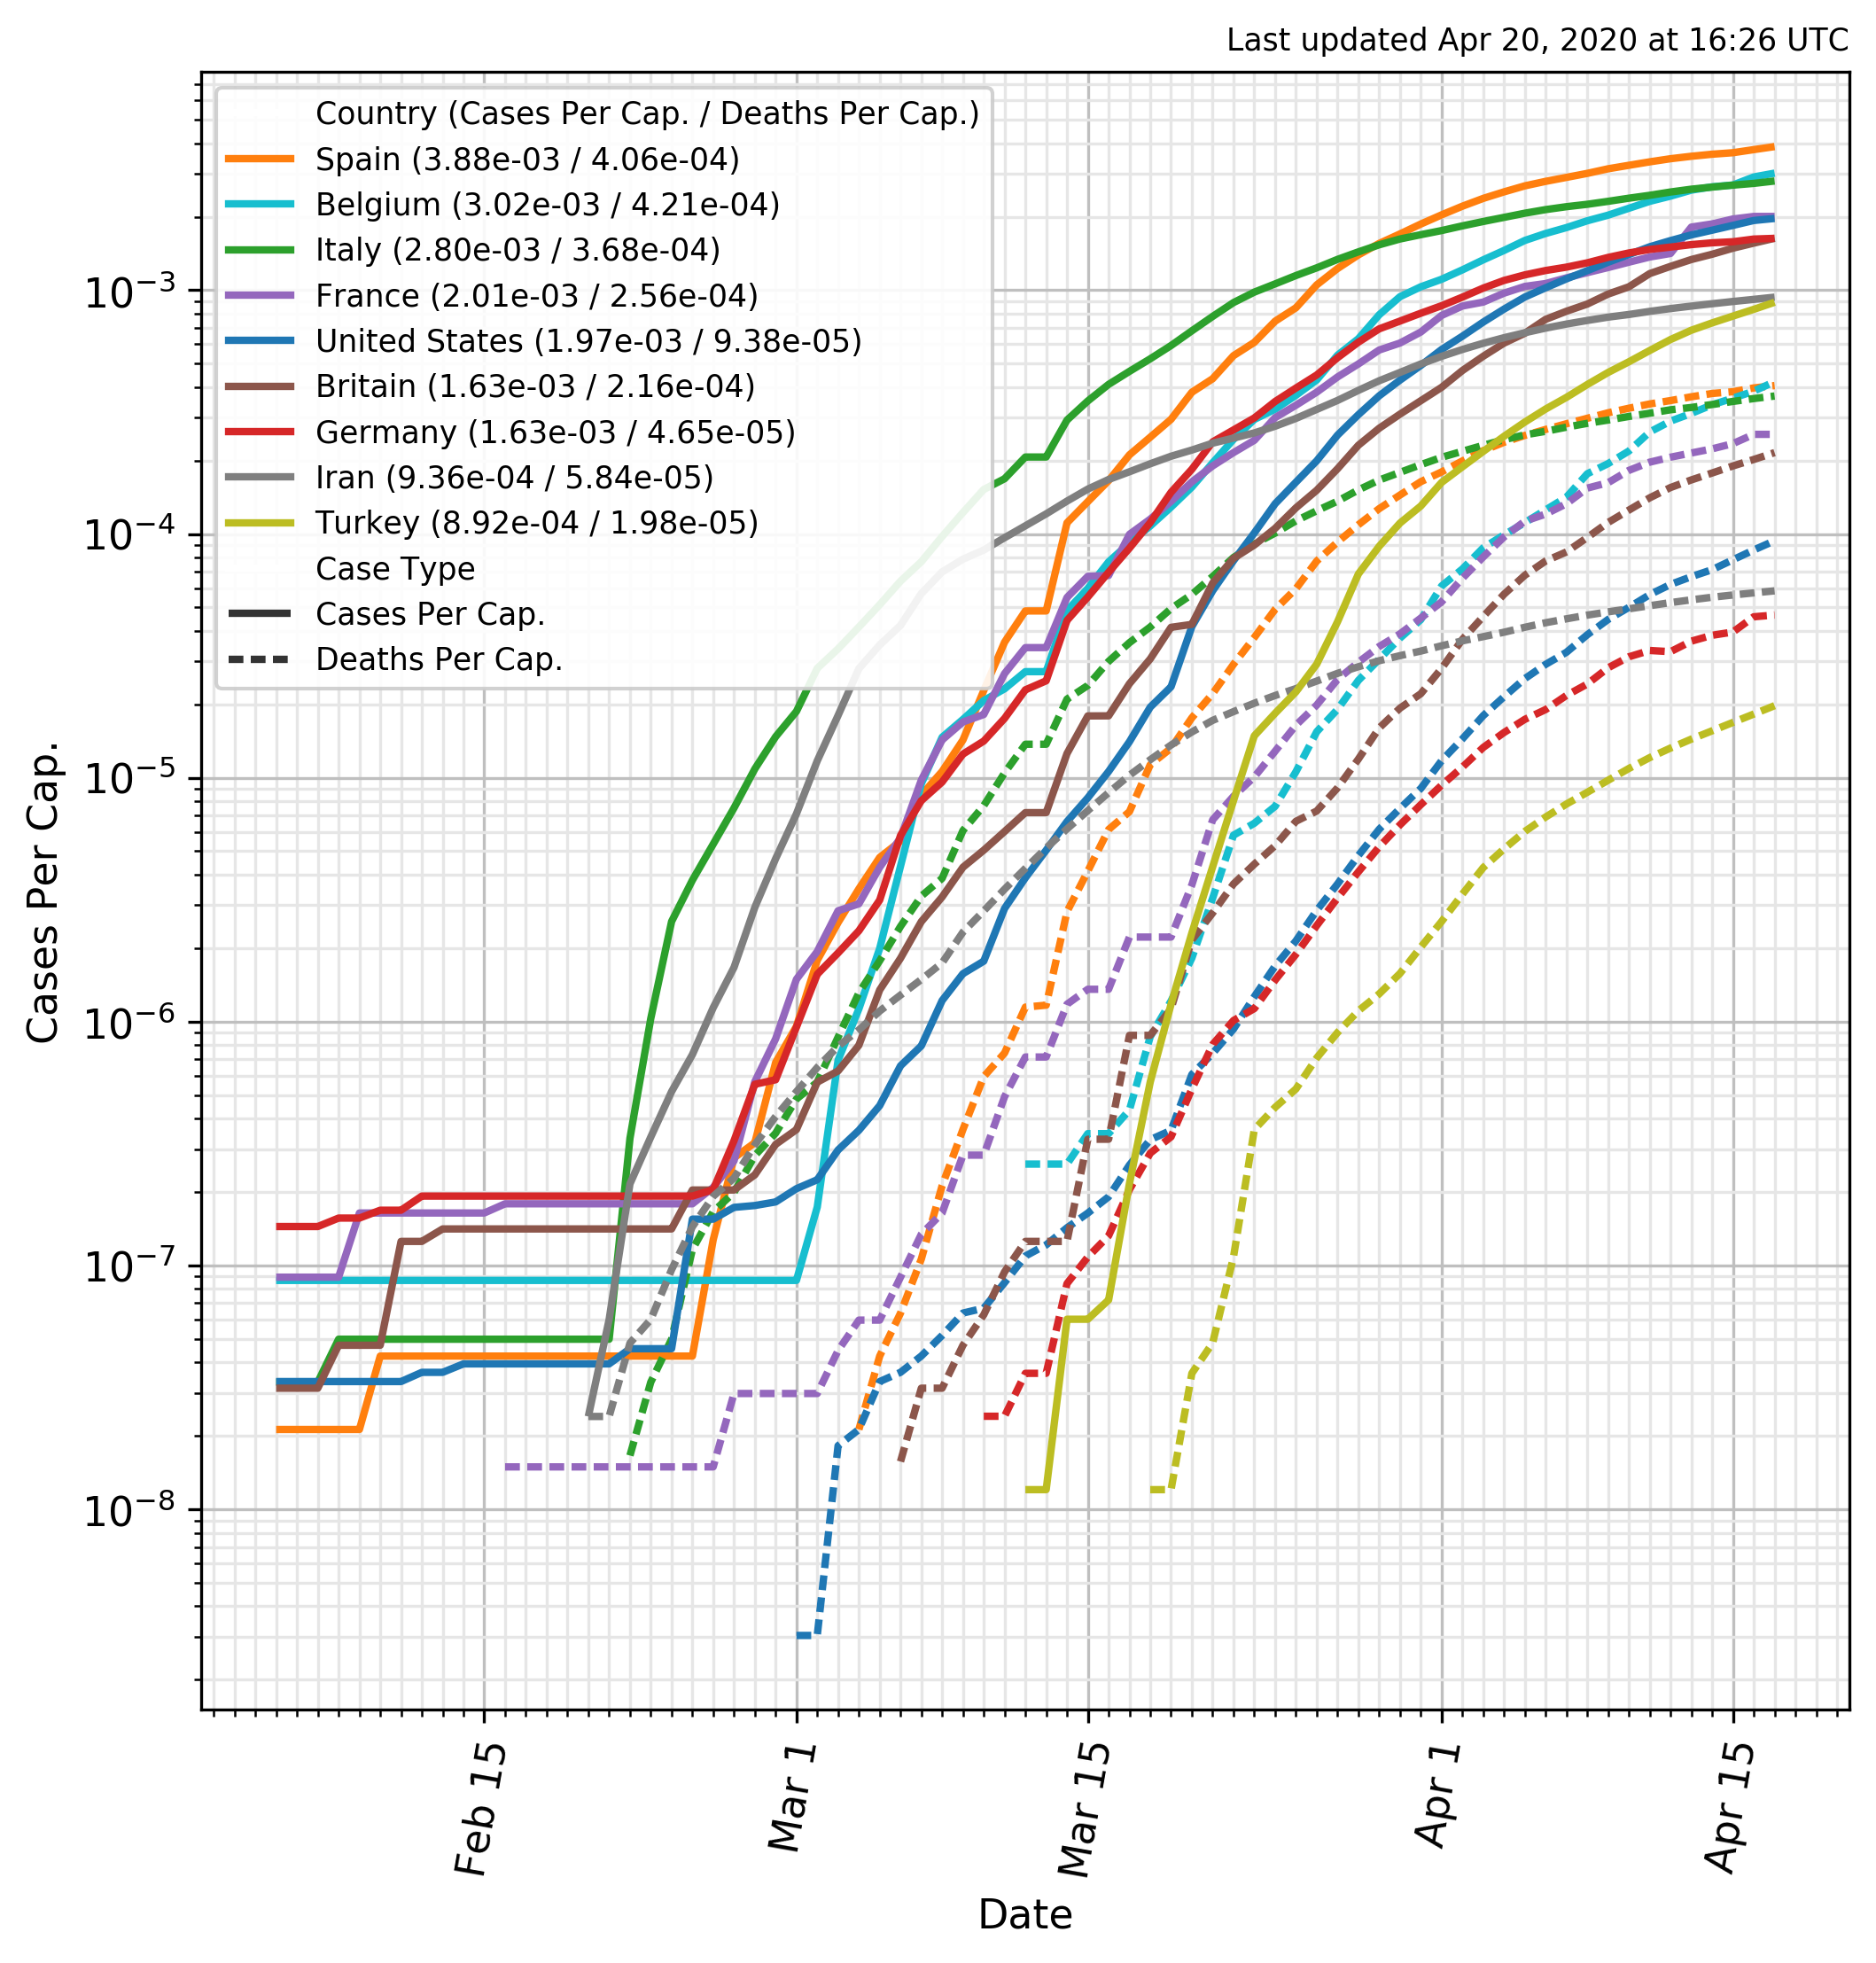 Last updated Apr 20, 2020 at 16:26 UTC
Country (Cases Per Cap. / Deaths Per Cap.)
Spain (3.88e-03 / 4.06e-04)
Belgium (3.02e-03 / 4.21e-04)
Italy (2.80e-03 / 3.68e-04)
France (2.01e-03 / 2.56e-04)
United States (1.97e-03 / 9.38e-05)
Britain (1.63e-03 / 2.16e-04)
Germany (1.63e-03 / 4.65e-05)
Iran (9.36e-04 / 5.84e-05)
Turkey (8.92e-04 / 1.98e-05)
Case Type
Cases Per Cap.
Deaths Per Cap.
Cases Per Cap.
10⁻³
10⁻⁴
10⁻⁵
10⁻⁶
10⁻⁷
10⁻⁸
Feb 15
Mar 1
Mar 15
Apr 1
Apr 15
Date